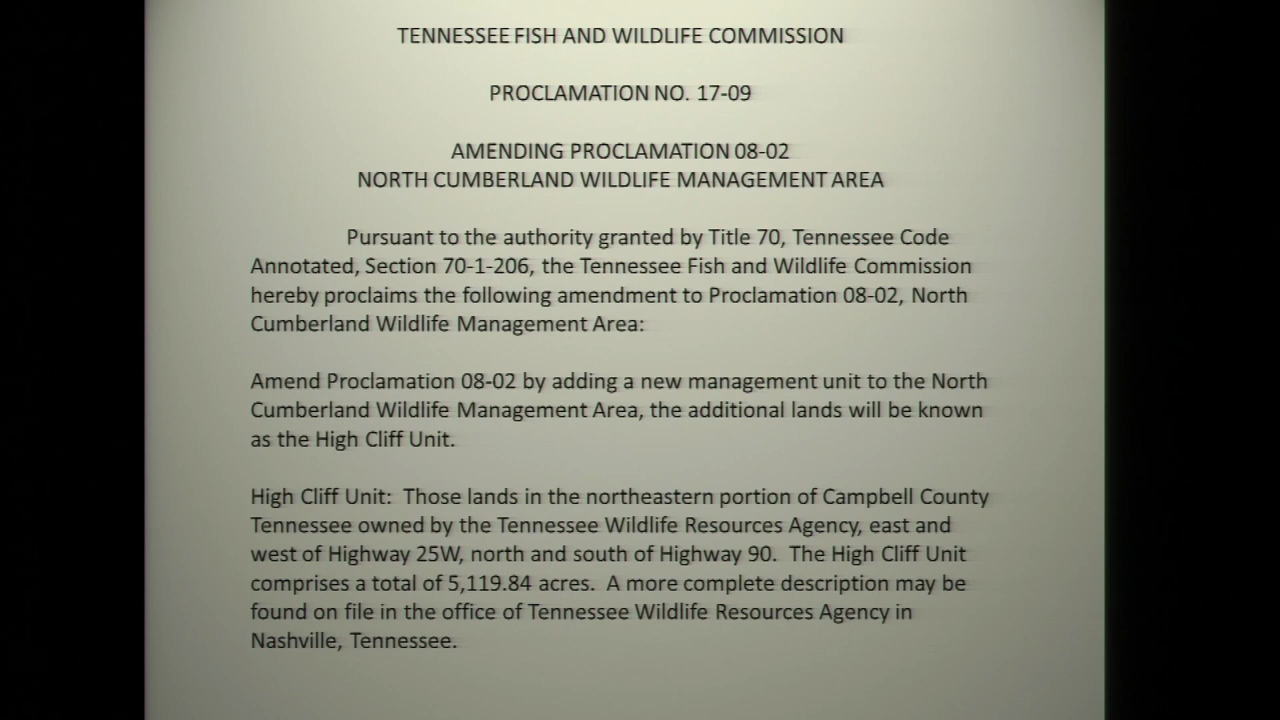 TENNESSEE FISH AND WILDLIFE COMMISSION
PROCLAMATION NO. 17-09
AMENDING PROCLAMATION 08-02
NORTH CUMBERLAND WILDLIFE MANAGEMENT AREA
Pursuant to the authority granted by Title 70, Tennessee Code
Annotated, Section 70-1-206, the Tennessee Fish and Wildlife Commission
hereby proclaims the following amendment to Proclamation 08-02, North
Cumberland Wildlife Management Area:
Amend Proclamation 08-02 by adding a new management unit to the North
Cumberland Wildlife Management Area, the additional lands will be known
as the High Cliff Unit.
High Cliff Unit: Those lands in the northeastern portion of Campbell County
Tennessee owned by the Tennessee Wildlife Resources Agency, east and
west of Highway 25W, north and south of Highway 90. The High Cliff Unit
comprises a total of 5,119.84 acres. A more complete description may be
found on file in the office of Tennessee Wildlife Resources Agency in
Nashville, Tennessee.